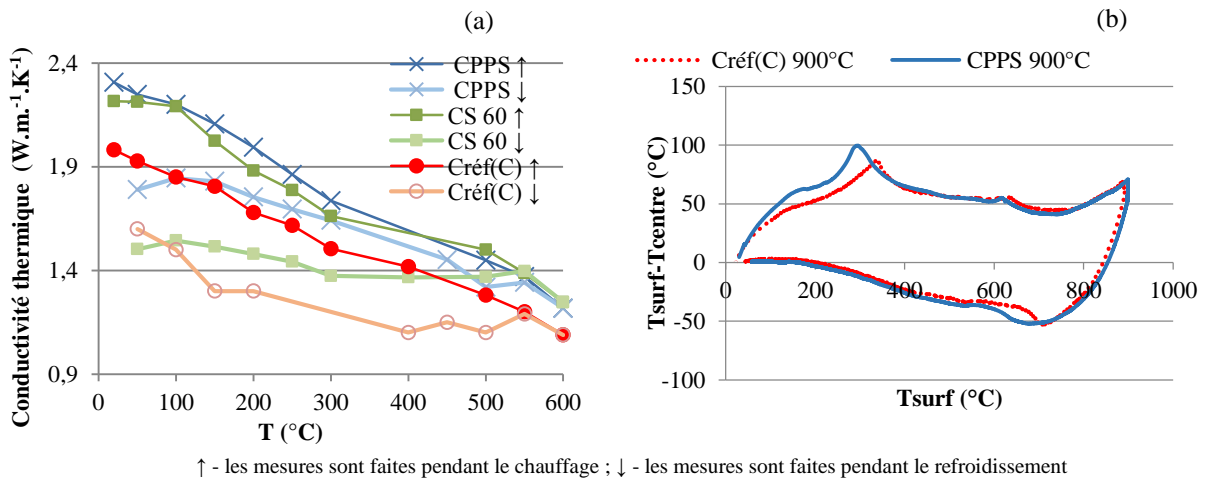 (a)
Conductivité thermique (W.m.⁻¹.K⁻¹)
2,4
1,9
1,4
0,9
0
100
200
300
400
500
600
T (°C)
CPPS ↑
CPPS ↓
CS 60 ↑
CS 60 ↓
Créf(C) ↑
Créf(C) ↓
(b)
Créf(C) 900°C
CPPS 900°C
Tsurf-Tcentre (°C)
150
100
50
0
-50
-100
0
200
400
600
800
1000
Tsurf (°C)
↑ - les mesures sont faites pendant le chauffage ; ↓ - les mesures sont faites pendant le refroidissement